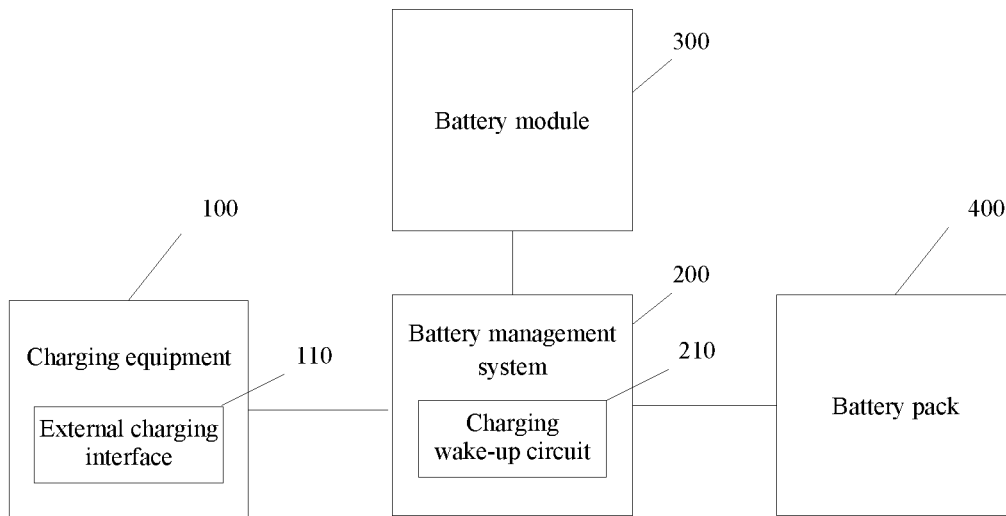 300
Battery module
100
400
200
Battery management
system
Charging equipment
110
210
External charging
interface
Charging
wake-up circuit
Battery pack